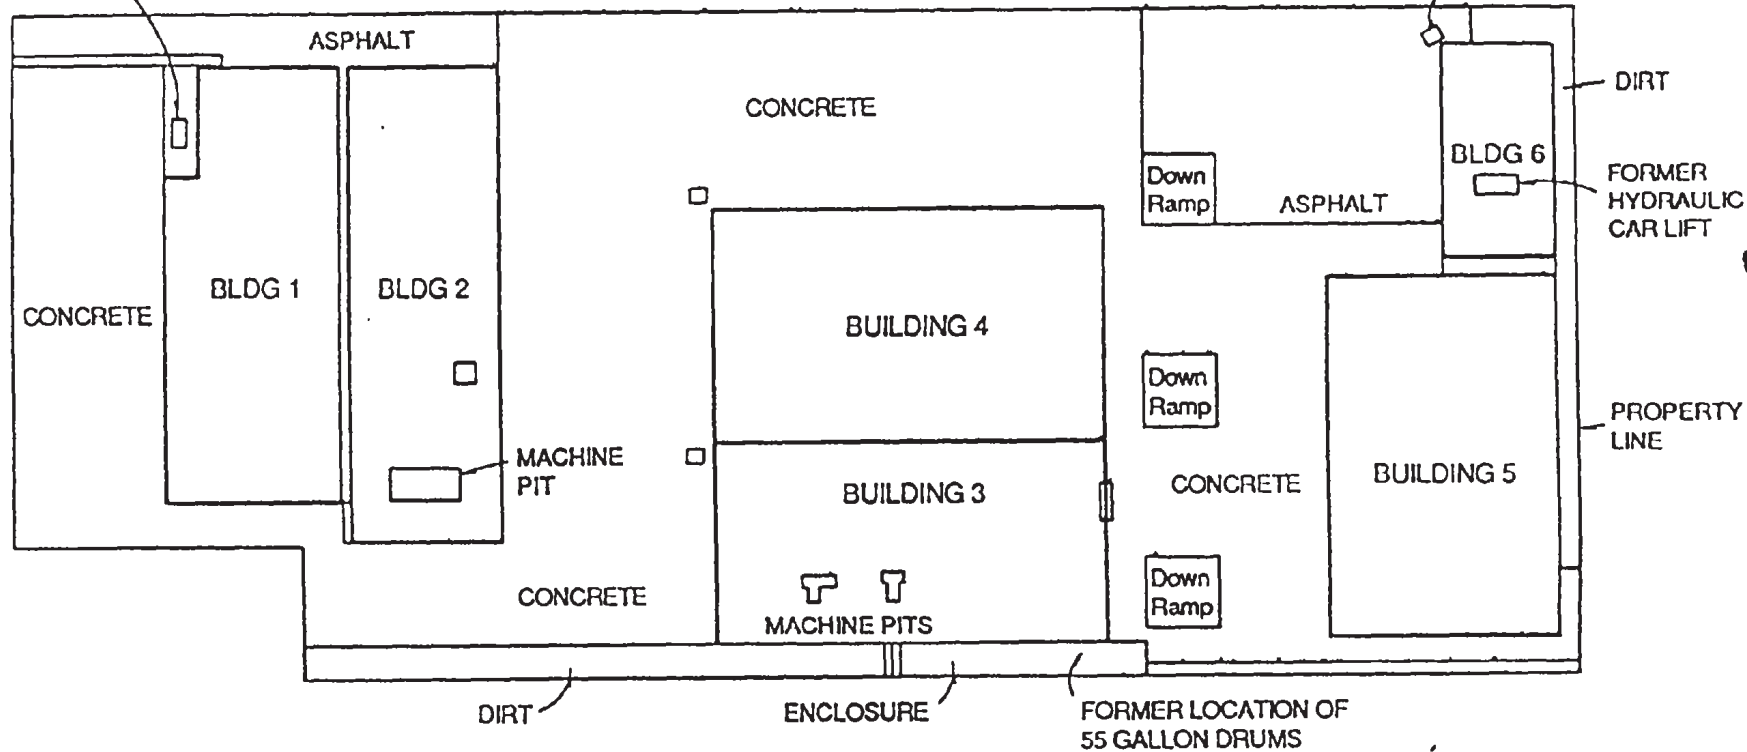 ASPHALT
CONCRETE
DIRT
BLDG 6
Down
Ramp
ASPHALT
FORMER
HYDRAULIC
CAR LIFT
BLDG 1
BLDG 2
CONCRETE
BUILDING 4
Down
Ramp
PROPERTY
LINE
MACHINE
PIT
BUILDING 3
CONCRETE
BUILDING 5
CONCRETE
MACHINE PITS
Down
Ramp
DIRT
ENCLOSURE
FORMER LOCATION OF
55 GALLON DRUMS